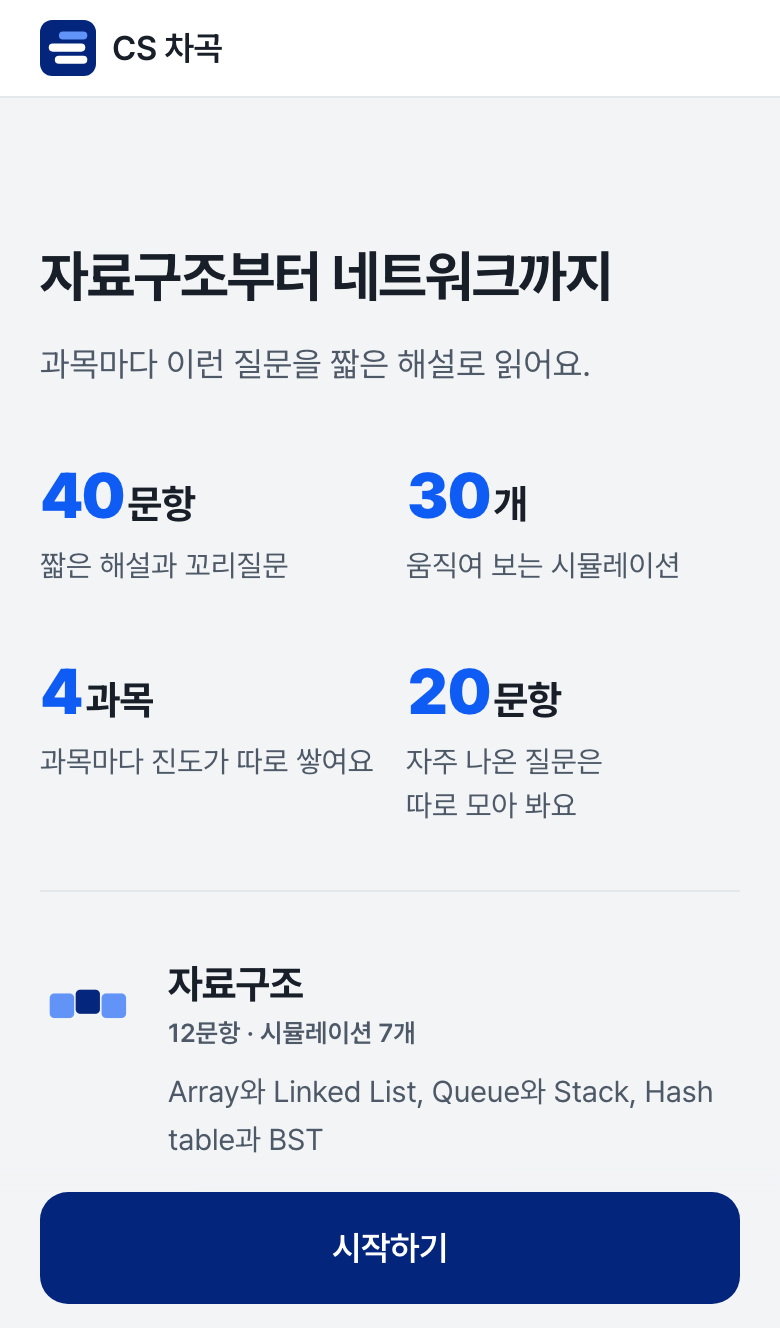 CS 차곡
자료구조부터 네트워크까지
과목마다 이런 질문을 짧은 해설로 읽어요.
40문항
짧은 해설과 꼬리질문
30개
움직여 보는 시뮬레이션
4과목
과목마다 진도가 따로 쌓여요
20문항
자주 나온 질문은
따로 모아 봐요
자료구조
12문항 · 시뮬레이션 7개
Array와 Linked List, Queue와 Stack, Hash
table과 BST
시작하기